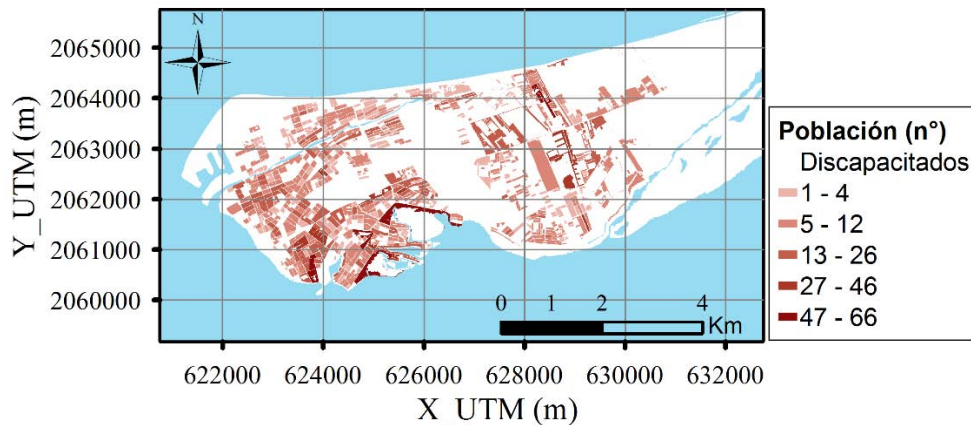 N
2065000
2064000
2063000
2062000
2061000
2060000
Y_UTM (m)
0 1 2 4
Km
622000 624000 626000 628000 630000 632000
X_UTM (m)
Población (n°)
Discapacitados
1 - 4
5 - 12
13 - 26
27 - 46
47 - 66